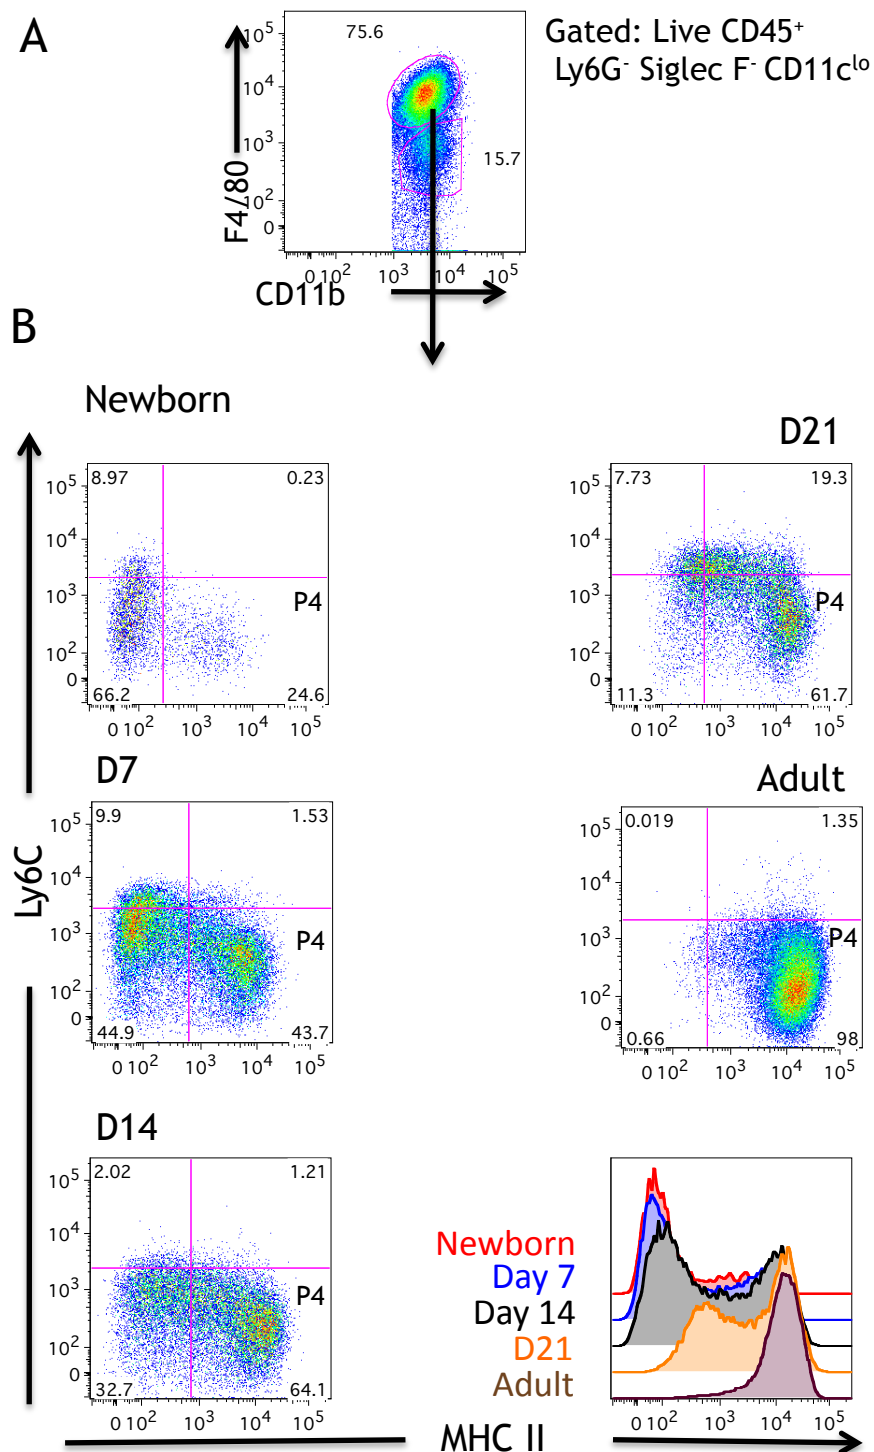 A
Gated: Live CD45⁺
Ly6G⁻ Siglec F⁻ CD11cˡᵒ
75.6
15.7
10⁵
10⁴
10³
10²
0
F4/80
0 10² 10³ 10⁴ 10⁵
CD11b
B
Newborn
8.97 0.23
10⁵
10⁴
10³
10²
0
P4
66.2 24.6
0 10² 10³ 10⁴ 10⁵
D21
7.73 19.3
10⁵
10⁴
10³
10²
0
P4
11.3 61.7
0 10² 10³ 10⁴ 10⁵
D7
9.9 1.53
10⁵
10⁴
10³
10²
0
P4
44.9 43.7
0 10² 10³ 10⁴ 10⁵
Adult
0.019 1.35
10⁵
10⁴
10³
10²
0
P4
0.66 98
0 10² 10³ 10⁴ 10⁵
Ly6C
D14
2.02 1.21
10⁵
10⁴
10³
10²
0
P4
32.7 64.1
0 10² 10³ 10⁴ 10⁵
Newborn
Day 7
Day 14
D21
Adult
0 10² 10³ 10⁴ 10⁵
MHC II